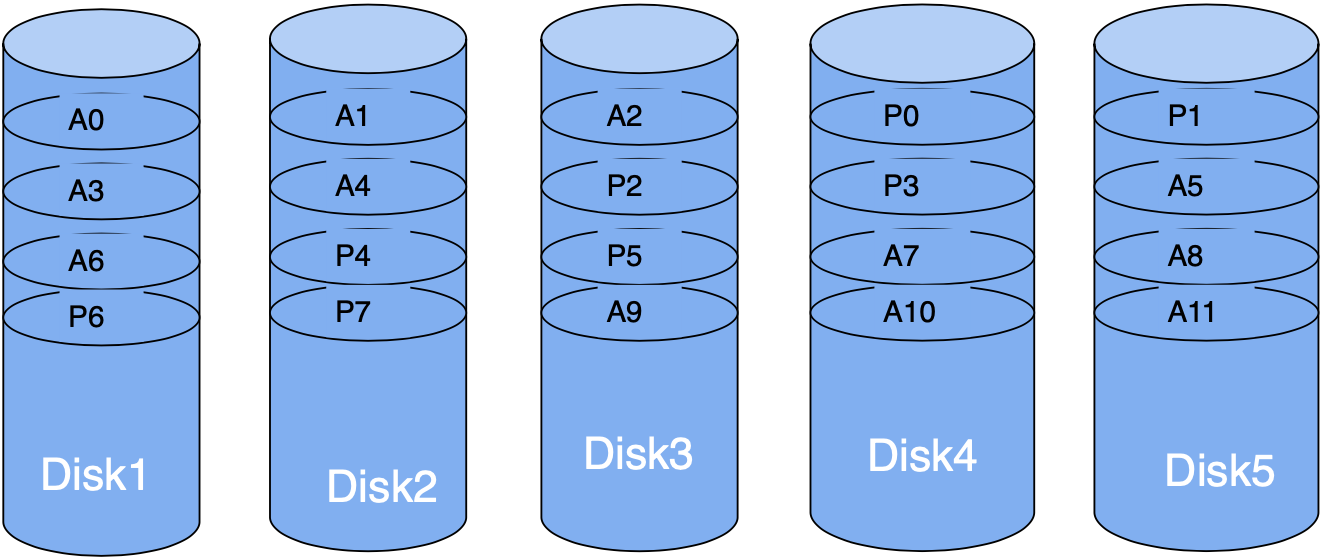 A0 A1 A2 P0 P1
A3 A4 P2 P3 A5
A6 P4 P5 A7 A8
P6 P7 A9 A10 A11
Disk1 Disk2 Disk3 Disk4 Disk5